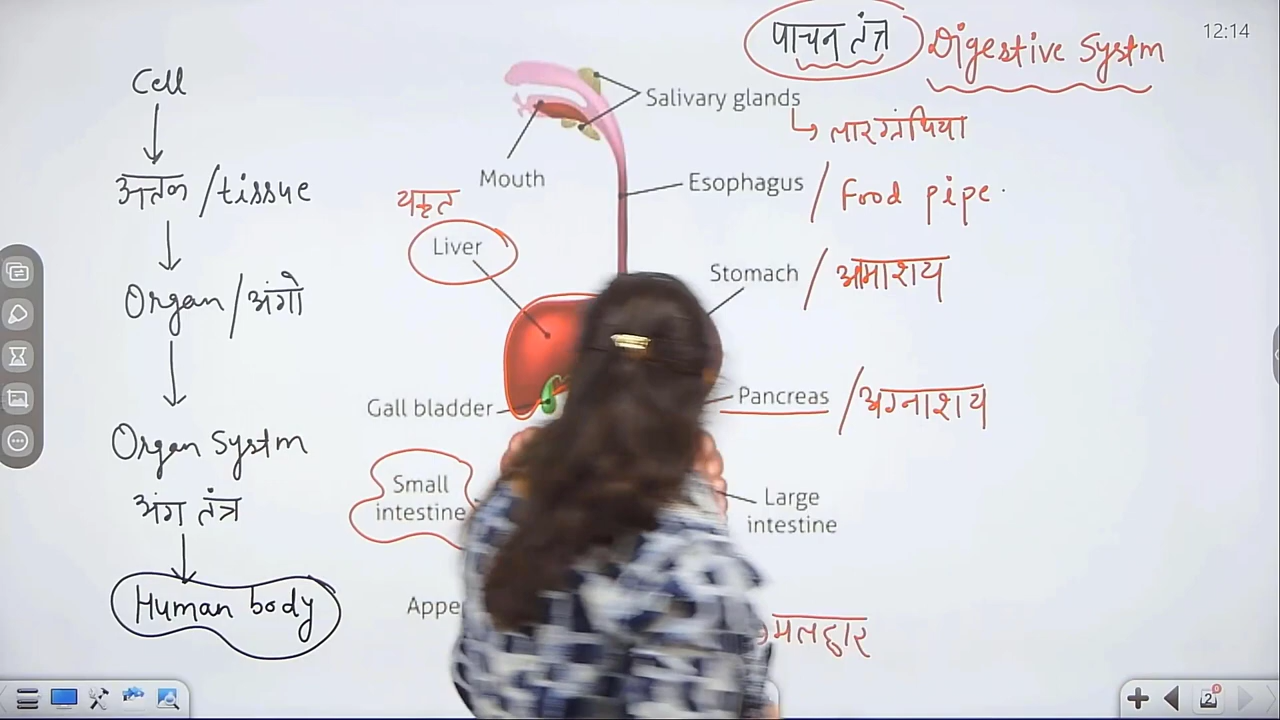 पाचन तंत्र Digestive Systm
12:14
Cell
Salivary glands
लारग्रंथिया
Mouth
Esophagus / Food pipe
/tissue
यकृत
Liver
Stomach / आमाशय
Organ/अंगो
Gall bladder
Pancreas /अग्नाशय
Organ Systm
अंग तंत्र
Small
intestine
Large
intestine
Human body
मलद्वार
2